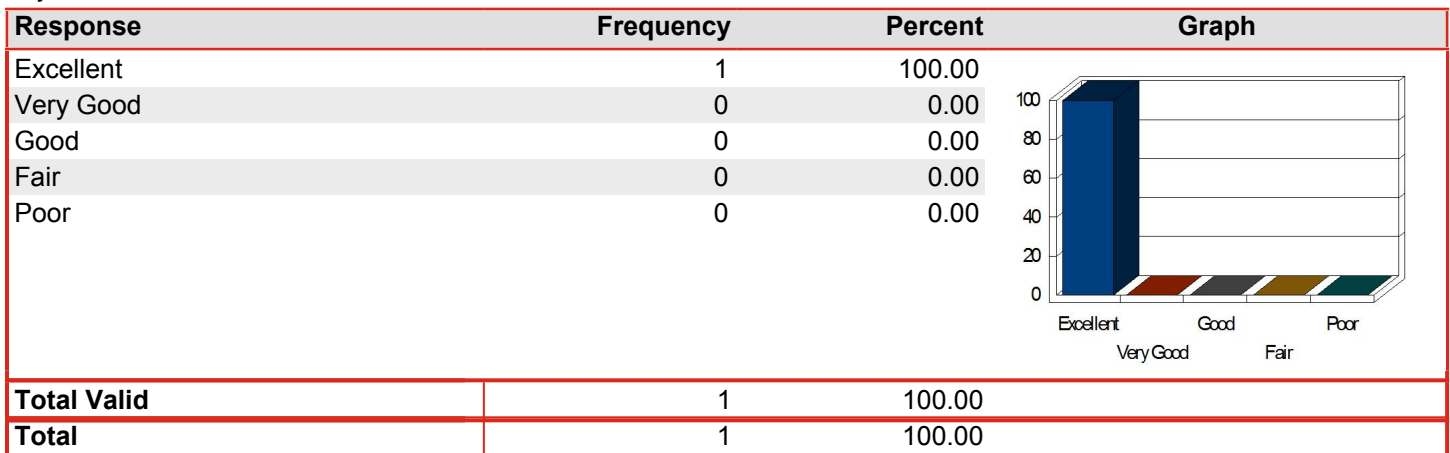 Response Frequency Percent Graph
Excellent 1 100.00
Very Good 0 0.00
Good 0 0.00
Fair 0 0.00
Poor 0 0.00
100
80
60
40
20
0
Excellent Good Poor
Very Good Fair
Total Valid 1 100.00
Total 1 100.00